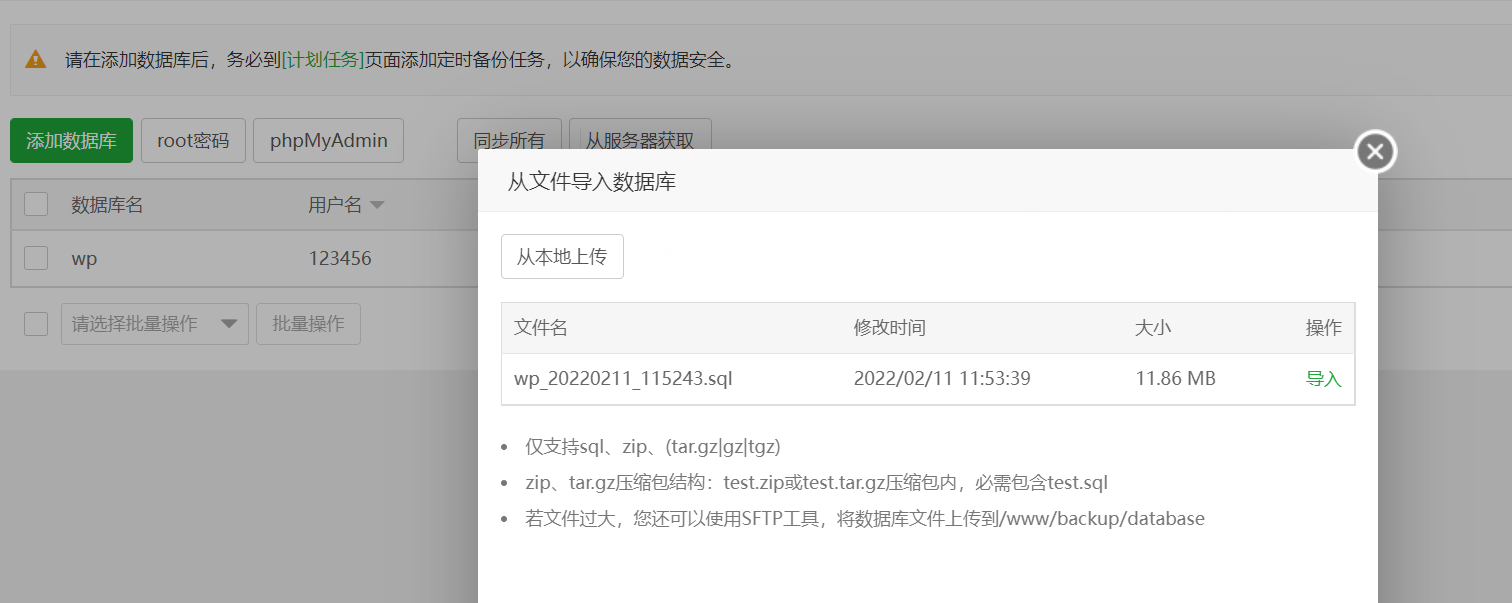 请在添加数据库后，务必到[计划任务]页面添加定时备份任务，以确保您的数据安全。
添加数据库 root密码 phpMyAdmin 同步所有 从服务器获取
数据库名 用户名
wp 123456
请选择批量操作 批量操作
从文件导入数据库
从本地上传
文件名 修改时间 大小 操作
wp_20220211_115243.sql 2022/02/11 11:53:39 11.86 MB 导入
仅支持sql、zip、(tar.gz|gz|tgz)
zip、tar.gz压缩包结构：test.zip或test.tar.gz压缩包内，必需包含test.sql
若文件过大，您还可以使用SFTP工具，将数据库文件上传到/www/backup/database